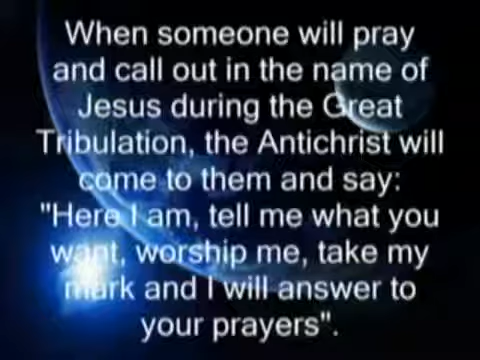 When someone will pray
and call out in the name of
Jesus during the Great
Tribulation, the Antichrist will
come to them and say:
"Here I am, tell me what you
want, worship me, take my
mark and I will answer to
your prayers".